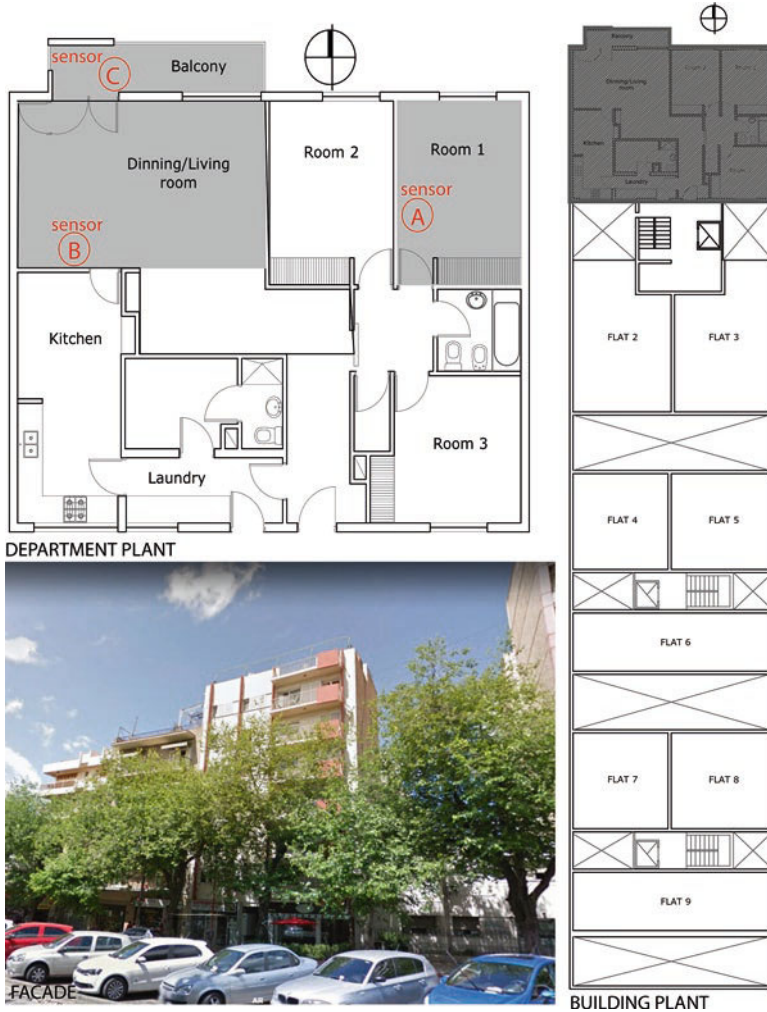 sensor
C
Balcony
Dinning/Living
room
Room 2
Room 1
sensor
A
sensor
B
Kitchen
Laundry
Room 3
DEPARTMENT PLANT
FACADE
AR
Balcony
Dinning/Living
room
Kitchen
Laundry
FLAT 2
FLAT 3
FLAT 4
FLAT 5
FLAT 6
FLAT 7
FLAT 8
FLAT 9
BUILDING PLANT